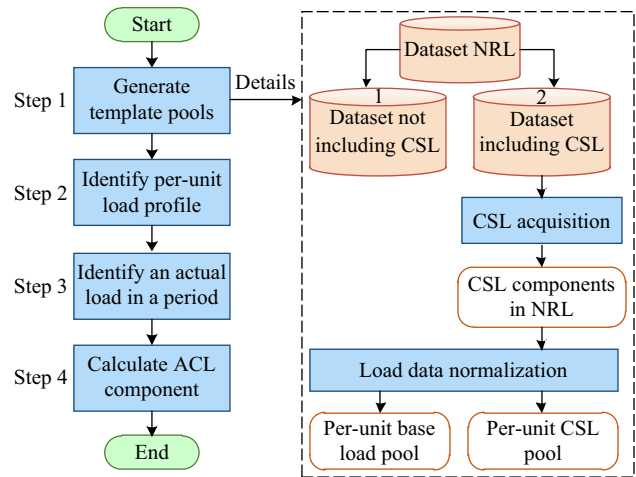 Start
Step 1
Generate
template pools
Details
Step 2
Identify per-unit
load profile
Step 3
Identify an actual
load in a period
Step 4
Calculate ACL
component
End
Dataset NRL
1
Dataset not
including CSL
2
Dataset
including CSL
CSL acquisition
CSL components
in NRL
Load data normalization
Per-unit base
load pool
Per-unit CSL
pool